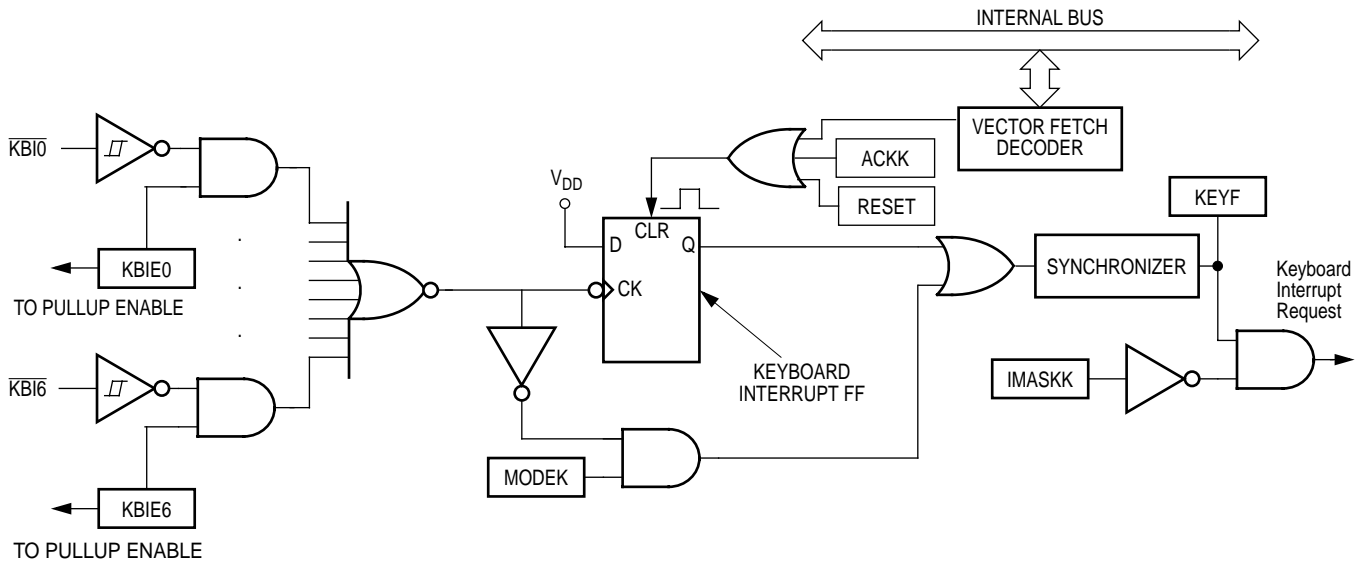 INTERNAL BUS
KBI0
VECTOR FETCH
DECODER
ACKK
VDD
RESET
KEYF
CLR
D
Q
KBIE0
TO PULLUP ENABLE
CK
SYNCHRONIZER
Keyboard
Interrupt
Request
KEYBOARD
INTERRUPT FF
KBI6
IMASKK
MODEK
KBIE6
TO PULLUP ENABLE